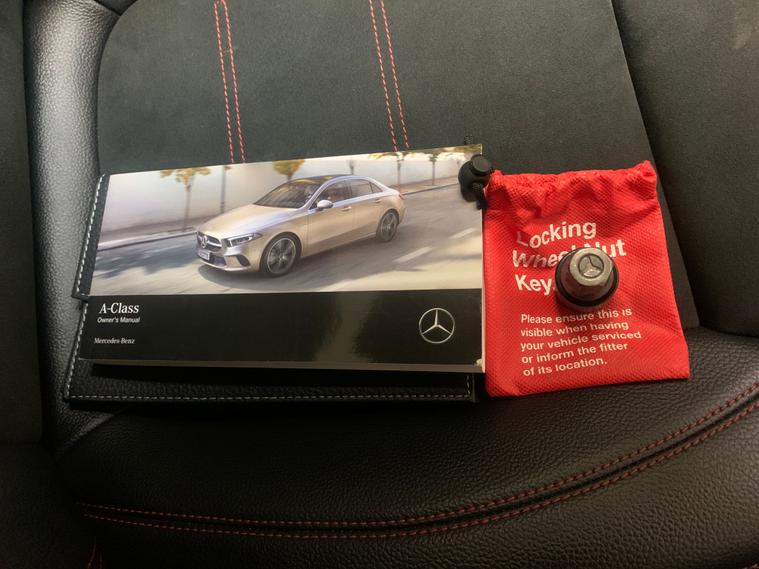 A-Class
Owner's Manual
Mercedes-Benz
Locking
Wheel Nut
Key
Please ensure this is
visible when having
your vehicle serviced
or inform the fitter
of its location.